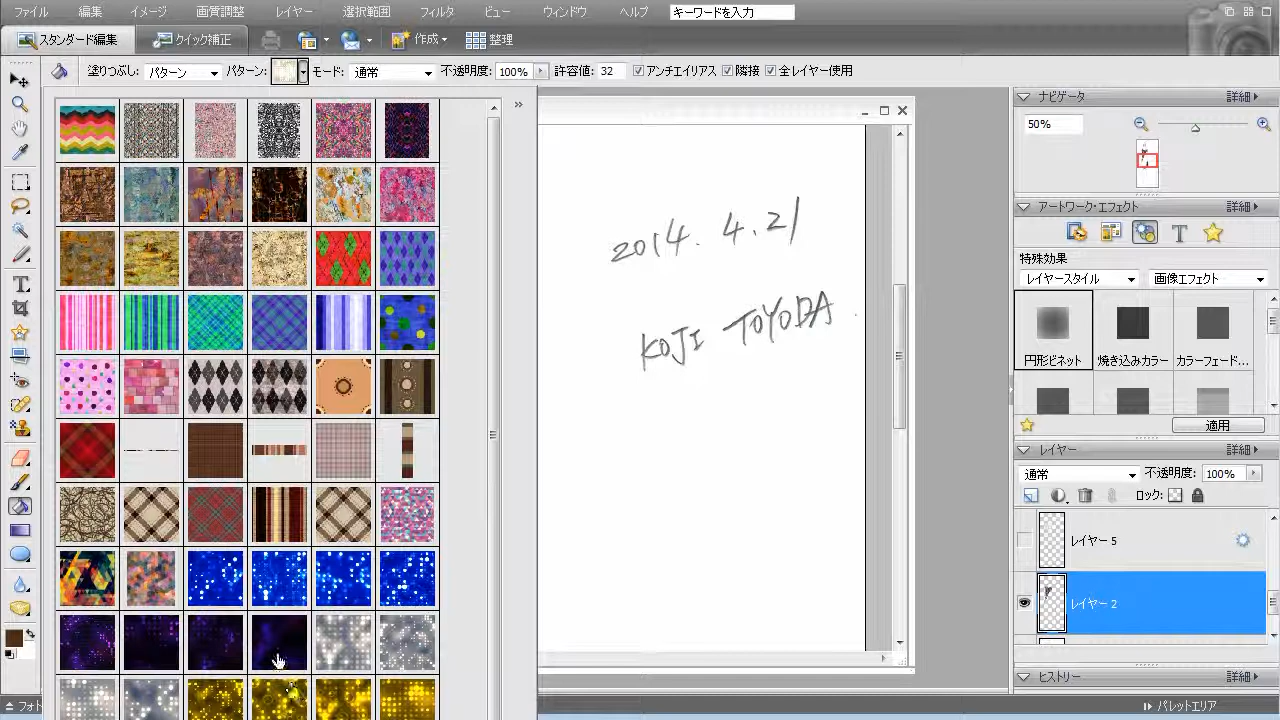 ファイル 編集 イメージ 画質調整 レイヤー 選択範囲 フィルタ ビュー ウィンドウ ヘルプ キーワードを入力
スタンダード編集 クイック補正 作成 整理
塗りつぶし: パターン パターン: モード: 通常 不透明度: 100% 許容値: 32 アンチエイリアス 隣接 全レイヤー使用
2014. 4. 21
KOJI TOYODA
ナビゲータ 詳細
50%
アートワーク・エフェクト 詳細
特殊効果
レイヤースタイル 画像エフェクト
円形ビネット 焼き込みカラー カラーフェード...
適用
レイヤー 詳細
通常 不透明度: 100%
ロック:
レイヤー 5
レイヤー 2
ヒストリー 詳細
フォト パレットエリア